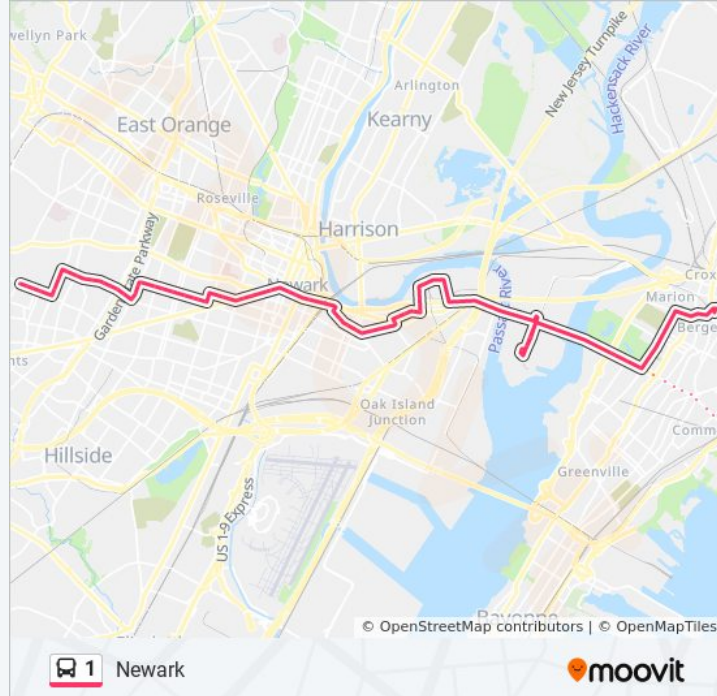 wellyn Park
Arlington
New Jersey Turnpike
Hackensack River
East Orange
Kearny
Roseville
Harrison
Garden State Parkway
Newark
Passaic River
Crox
Marion
Berge
nts
Oak Island
Junction
Comm
Hillside
Greenville
US 1-9 Express
Bayonne
© OpenStreetMap contributors | © OpenMapTiles
1 Newark
moovit